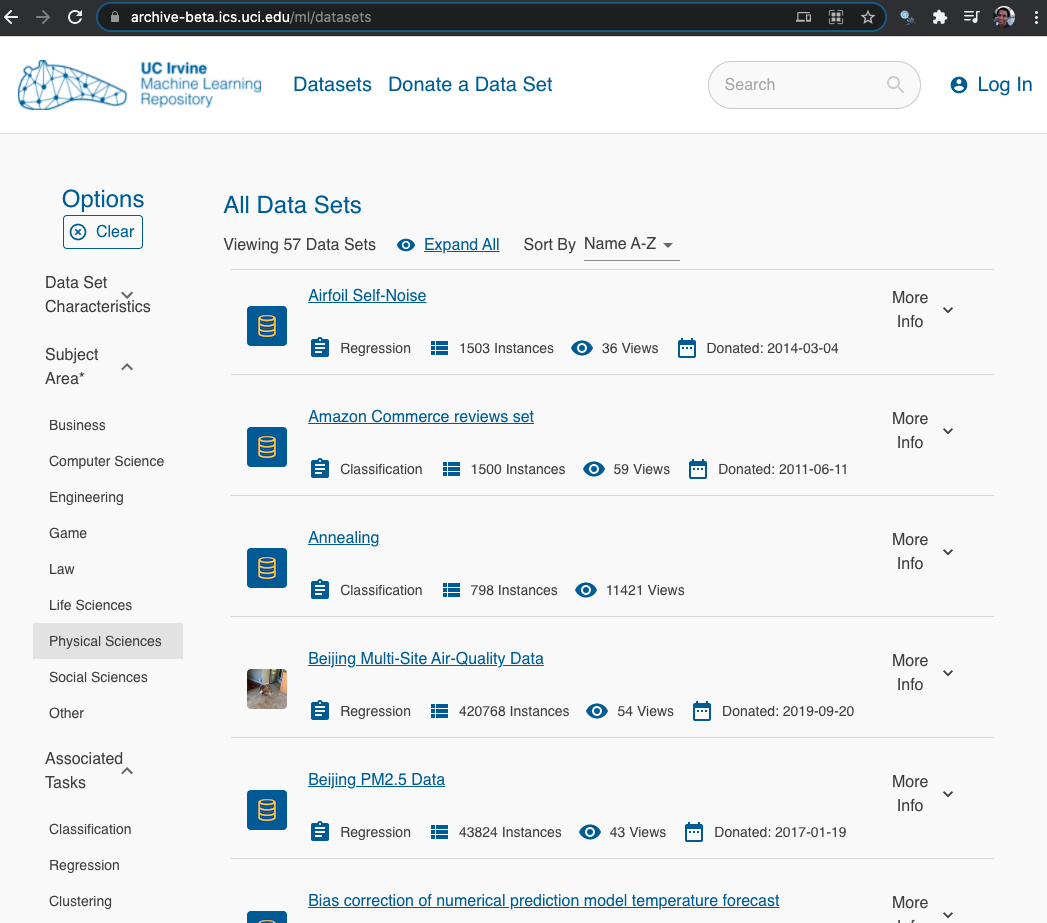 archive-beta.ics.uci.edu/ml/datasets
UC Irvine
Machine Learning
Repository
Datasets Donate a Data Set
Search
Log In
Options
Clear
Data Set
Characteristics
Subject
Area*
Business
Computer Science
Engineering
Game
Law
Life Sciences
Physical Sciences
Social Sciences
Other
Associated
Tasks
Classification
Regression
Clustering
All Data Sets
Viewing 57 Data Sets Expand All Sort By Name A-Z
Airfoil Self-Noise
More
Info
Regression 1503 Instances 36 Views Donated: 2014-03-04
Amazon Commerce reviews set
More
Info
Classification 1500 Instances 59 Views Donated: 2011-06-11
Annealing
More
Info
Classification 798 Instances 11421 Views
Beijing Multi-Site Air-Quality Data
More
Info
Regression 420768 Instances 54 Views Donated: 2019-09-20
Beijing PM2.5 Data
More
Info
Regression 43824 Instances 43 Views Donated: 2017-01-19
Bias correction of numerical prediction model temperature forecast
More